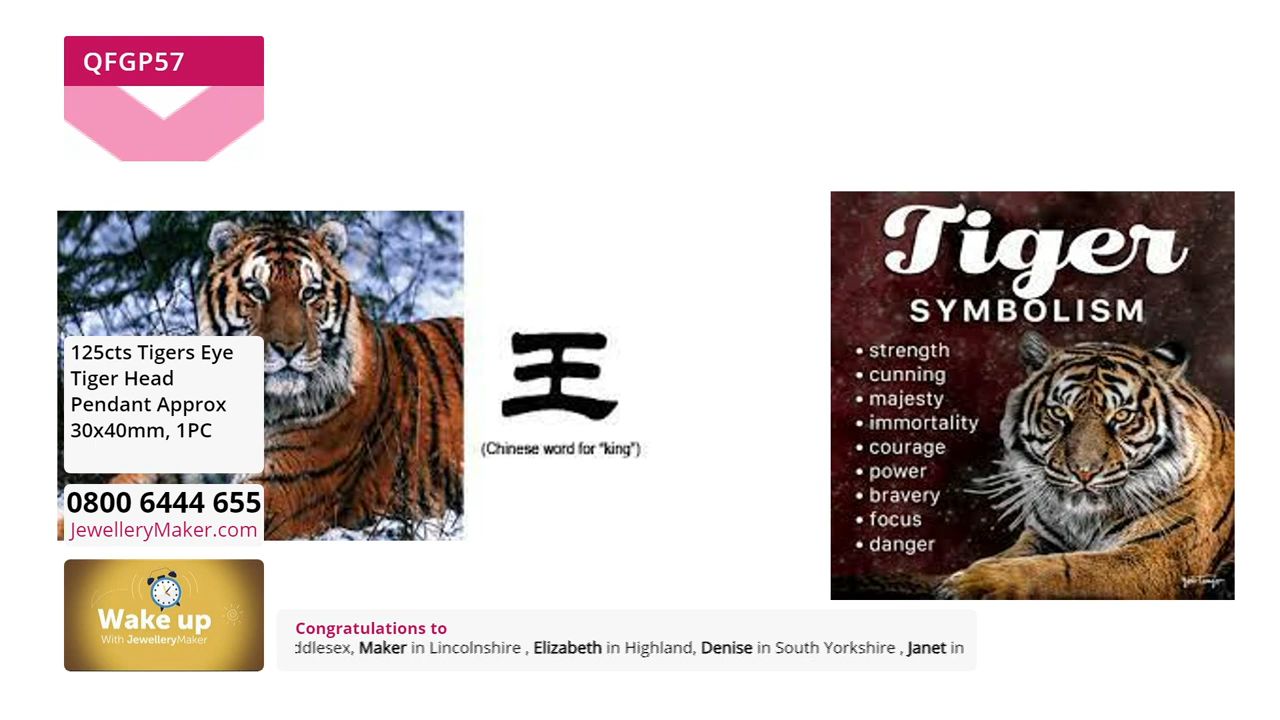 QFGP57
125cts Tigers Eye
Tiger Head
Pendant Approx
30x40mm, 1PC
0800 6444 655
JewelleryMaker.com
Wake up
With JewelleryMaker
王
(Chinese word for "king")
Tiger
SYMBOLISM
• strength
• cunning
• majesty
• immortality
• courage
• power
• bravery
• focus
• danger
Congratulations to
ddlesex, Maker in Lincolnshire , Elizabeth in Highland, Denise in South Yorkshire , Janet in